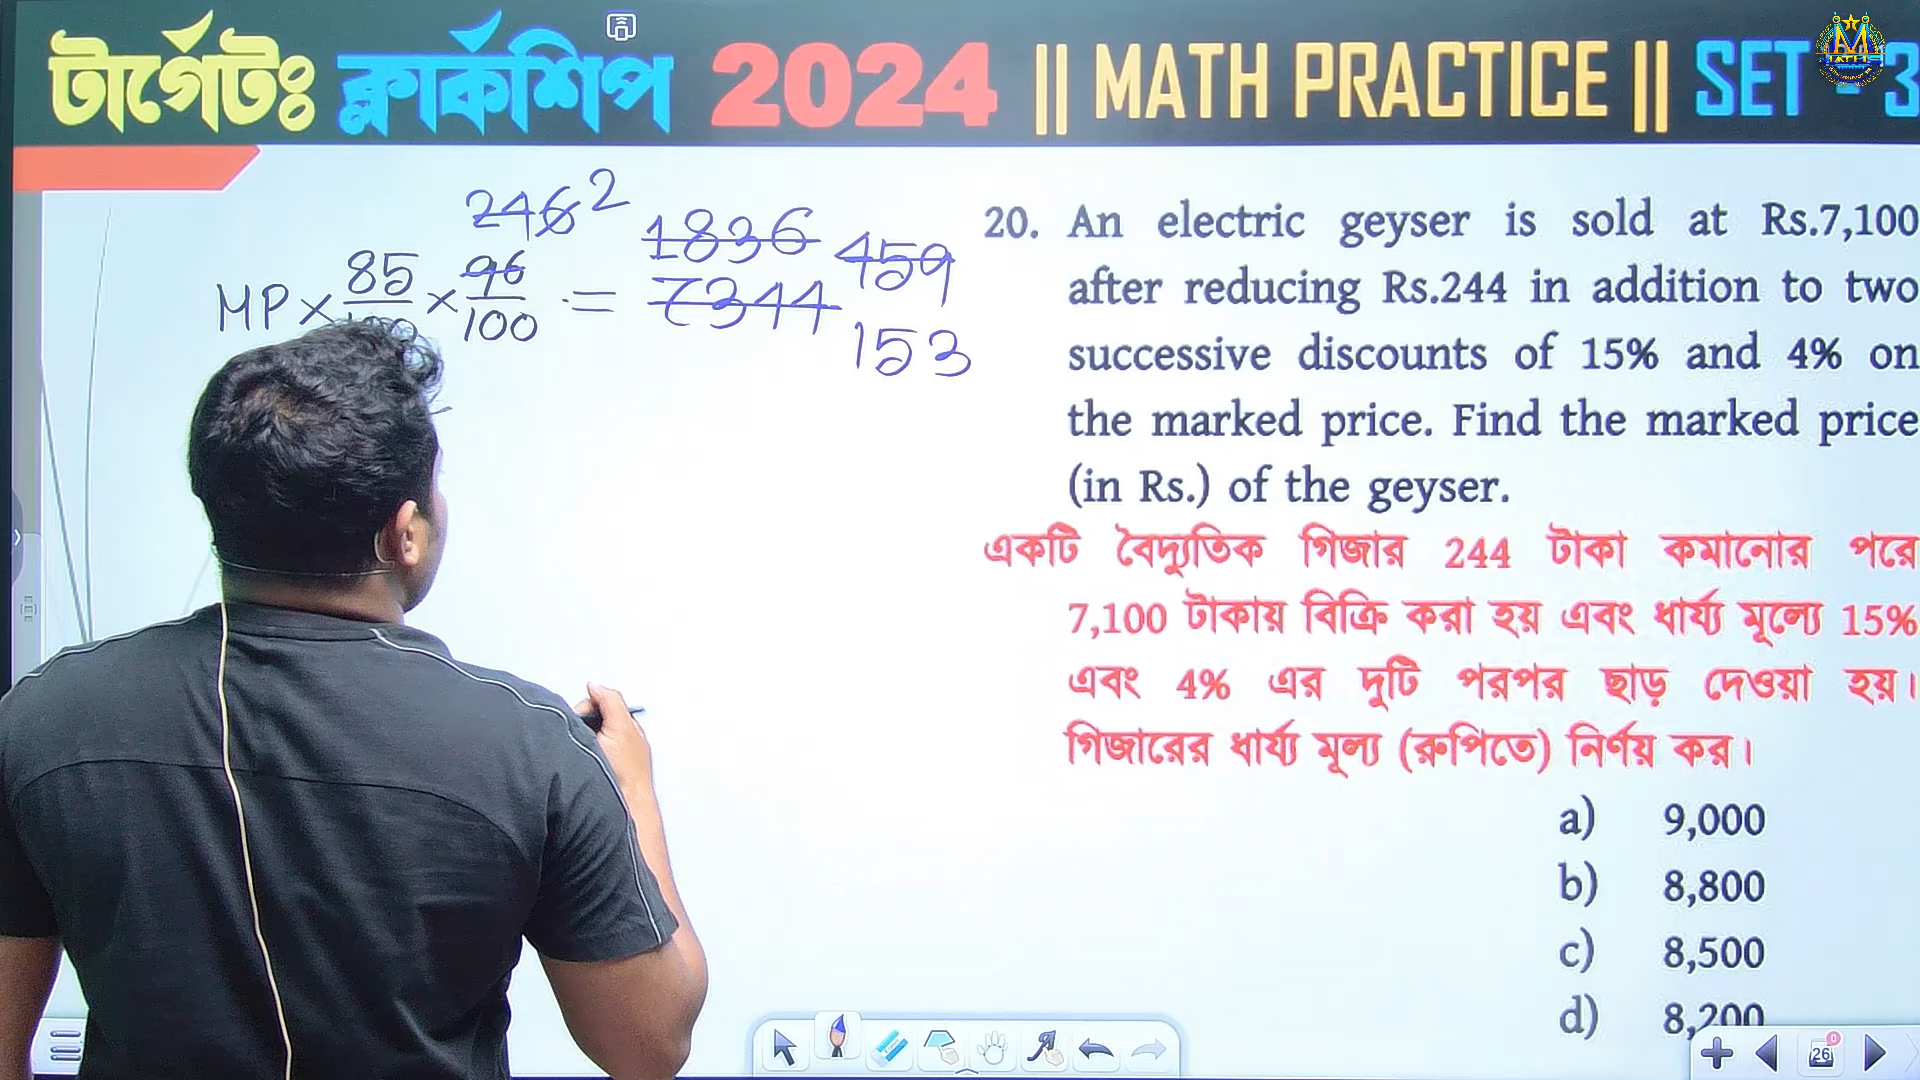 টার্গেটঃ ক্লার্কশিপ 2024 || MATH PRACTICE || SET - 3
246 2
1836 459
MP × 85 × 96 = 7344
100
153
20. An electric geyser is sold at Rs.7,100
after reducing Rs.244 in addition to two
successive discounts of 15% and 4% on
the marked price. Find the marked price
(in Rs.) of the geyser.
একটি বৈদ্যুতিক গিজার 244 টাকা কমানোর পরে
7,100 টাকায় বিক্রি করা হয় এবং ধার্য্য মূল্যে 15%
এবং 4% এর দুটি পরপর ছাড় দেওয়া হয়।
গিজারের ধার্য্য মূল্য (রুপিতে) নির্ণয় কর।
a) 9,000
b) 8,800
c) 8,500
d) 8,200
26